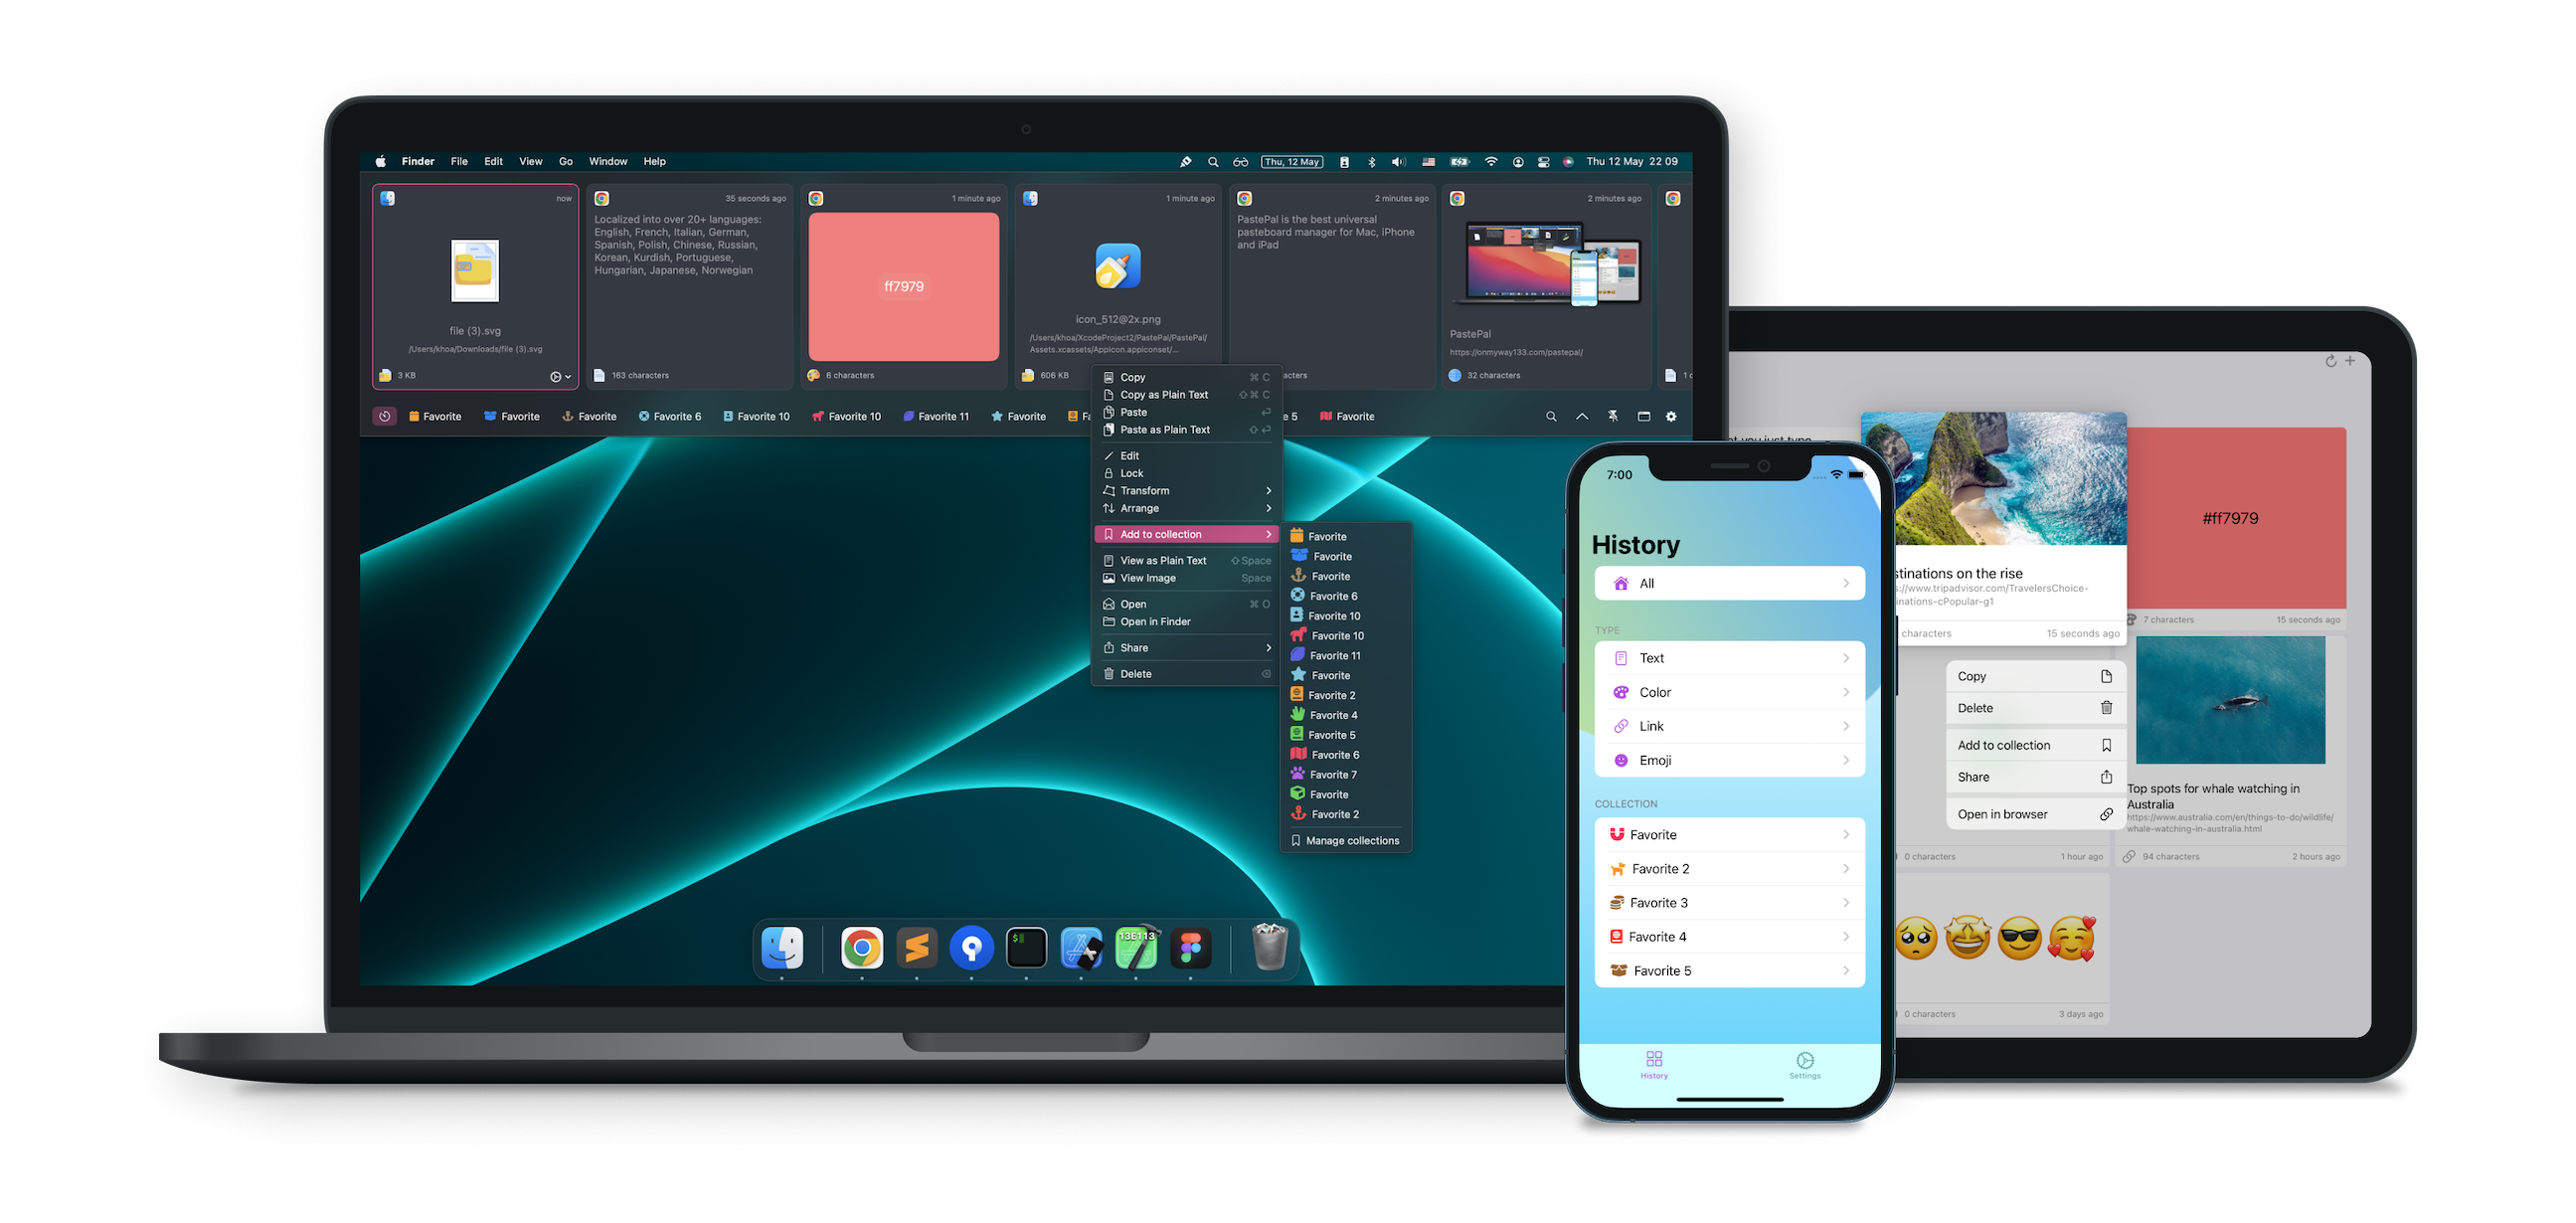 Finder File Edit View Go Window Help
Thu, 12 May
Thu 12 May 22 09
now
file (3).svg
/Users/khoa/Downloads/file (3).svg
3 KB
35 seconds ago
Localized into over 20+ languages:
English, French, Italian, German,
Spanish, Polish, Chinese, Russian,
Korean, Kurdish, Portuguese,
Hungarian, Japanese, Norwegian
163 characters
1 minute ago
ff7979
6 characters
1 minute ago
icon_512@2x.png
/Users/khoa/XcodeProject2/PastePal/PastePal/
Assets.xcassets/AppIcon.appiconset/...
606 KB
2 minutes ago
PastePal is the best universal
pasteboard manager for Mac, iPhone
and iPad
acters
2 minutes ago
PastePal
https://onmyway133.com/pastepal/
32 characters
1 c
Favorite Favorite Favorite Favorite 6 Favorite 10 Favorite 10 Favorite 11 Favorite Fa
e 5 Favorite
Copy ⌘ C
Copy as Plain Text ⇧ ⌘ C
Paste ⏎
Paste as Plain Text ⇧ ⏎
Edit
Lock
Transform
Arrange
Add to collection
View as Plain Text ⇧ Space
View Image Space
Open ⌘ O
Open in Finder
Share
Delete
Favorite
Favorite
Favorite
Favorite 6
Favorite 10
Favorite 10
Favorite 11
Favorite
Favorite 2
Favorite 4
Favorite 5
Favorite 6
Favorite 7
Favorite
Favorite 2
Manage collections
$
13E113
7:00
History
All
TYPE
Text
Color
Link
Emoji
COLLECTION
Favorite
Favorite 2
Favorite 3
Favorite 4
Favorite 5
History
Settings
you just type
stinations on the rise
://www.tripadvisor.com/TravelersChoice-
inations-cPopular-g1
characters
15 seconds ago
#ff7979
7 characters
15 seconds ago
Copy
Delete
Add to collection
Share
Open in browser
Top spots for whale watching in
Australia
https://www.australia.com/en/things-to-do/wildlife/
whale-watching-in-australia.html
0 characters
1 hour ago
94 characters
2 hours ago
0 characters
3 days ago